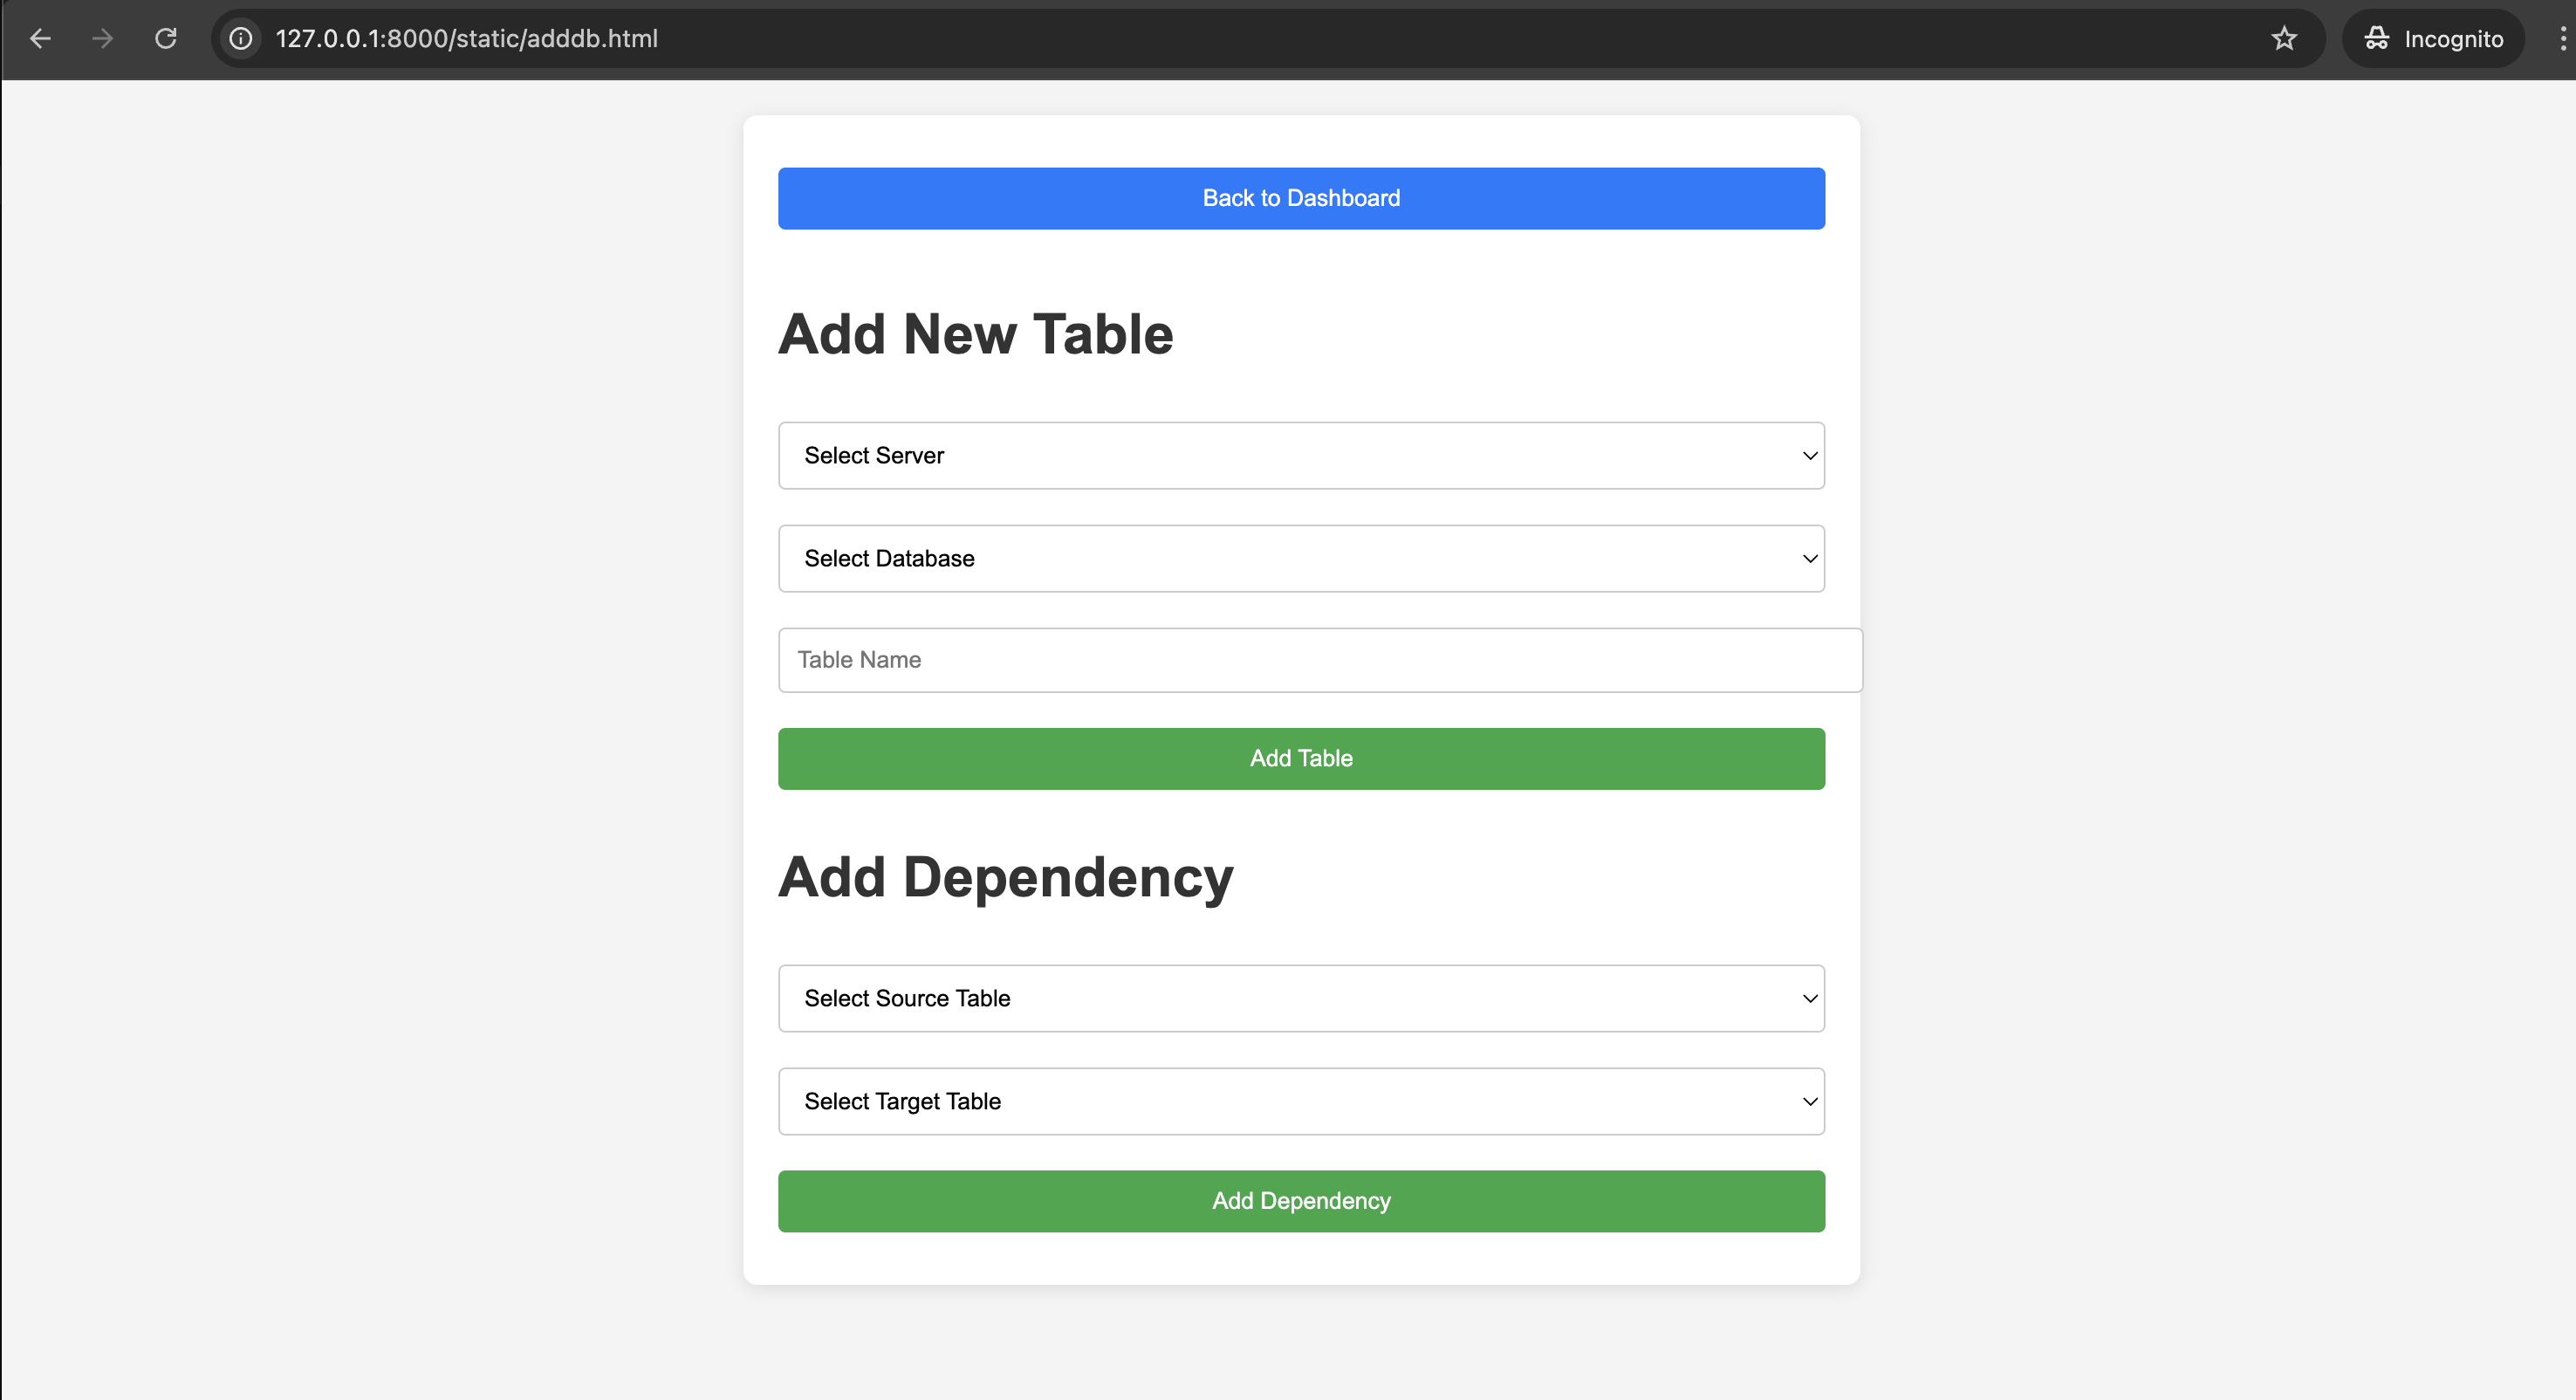 127.0.0.1:8000/static/adddb.html
Incognito
Back to Dashboard
Add New Table
Select Server
Select Database
Table Name
Add Table
Add Dependency
Select Source Table
Select Target Table
Add Dependency